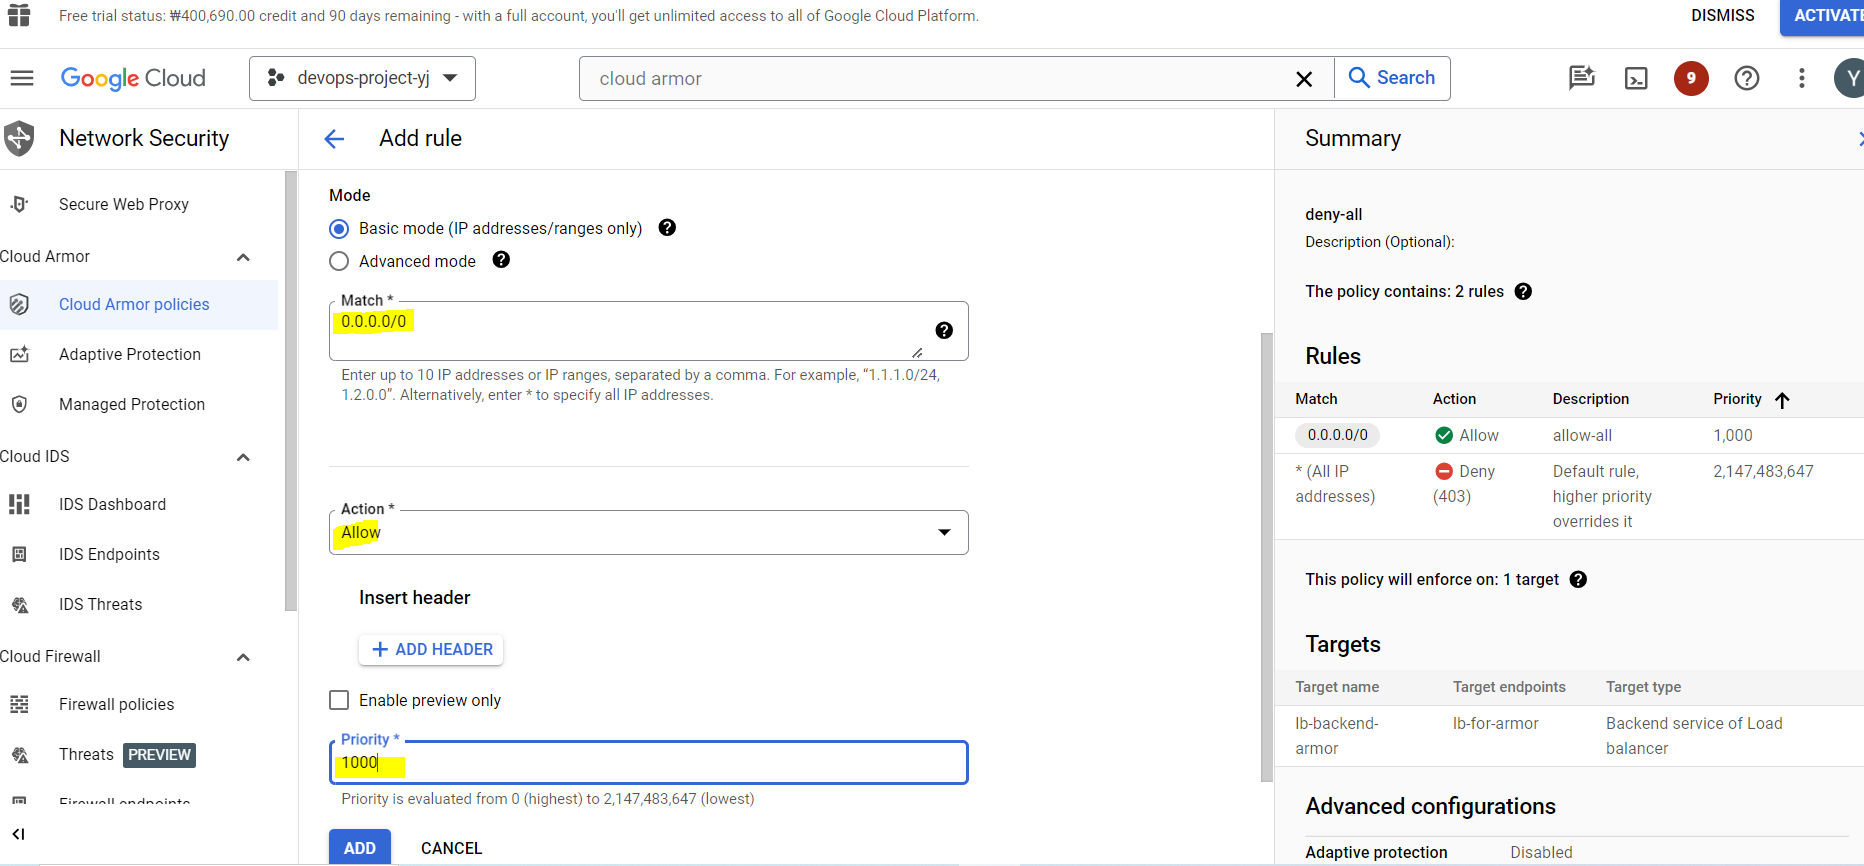 Free trial status: ₩400,690.00 credit and 90 days remaining - with a full account, you'll get unlimited access to all of Google Cloud Platform.
DISMISS
ACTIVATE
Google Cloud
devops-project-yj
cloud armor
Search
9
Y
Network Security
Secure Web Proxy
Cloud Armor
Cloud Armor policies
Adaptive Protection
Managed Protection
Cloud IDS
IDS Dashboard
IDS Endpoints
IDS Threats
Cloud Firewall
Firewall policies
Threats PREVIEW
Firewall endpoints
Add rule
Mode
Basic mode (IP addresses/ranges only)
Advanced mode
Match *
0.0.0.0/0
Enter up to 10 IP addresses or IP ranges, separated by a comma. For example, “1.1.1.0/24,
1.2.0.0”. Alternatively, enter * to specify all IP addresses.
Action *
Allow
Insert header
ADD HEADER
Enable preview only
Priority *
1000
Priority is evaluated from 0 (highest) to 2,147,483,647 (lowest)
ADD
CANCEL
Summary
deny-all
Description (Optional):
The policy contains: 2 rules
Rules
Match Action Description Priority
0.0.0.0/0 Allow allow-all 1,000
* (All IP Deny Default rule, 2,147,483,647
addresses) (403) higher priority
overrides it
This policy will enforce on: 1 target
Targets
Target name Target endpoints Target type
lb-backend- lb-for-armor Backend service of Load
armor balancer
Advanced configurations
Adaptive protection Disabled